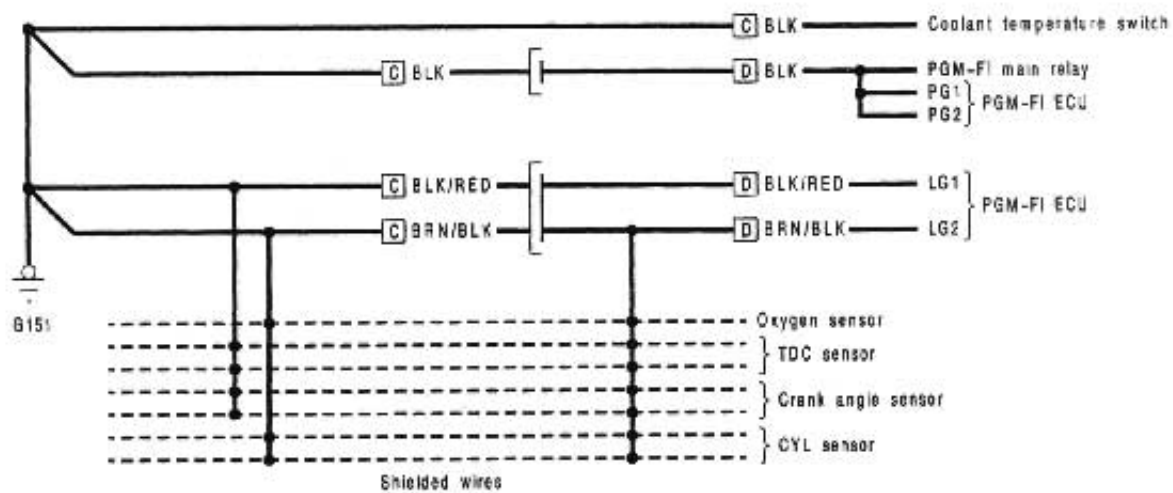 C BLK Coolant temperature switch
C BLK D BLK PGM-FI main relay
PG1
PGM-FI ECU
PG2
C BLK/RED D BLK/RED LG1
PGM-FI ECU
C BRN/BLK D BRN/BLK LG2
G151
Oxygen sensor
TDC sensor
Crank angle sensor
CYL sensor
Shielded wires